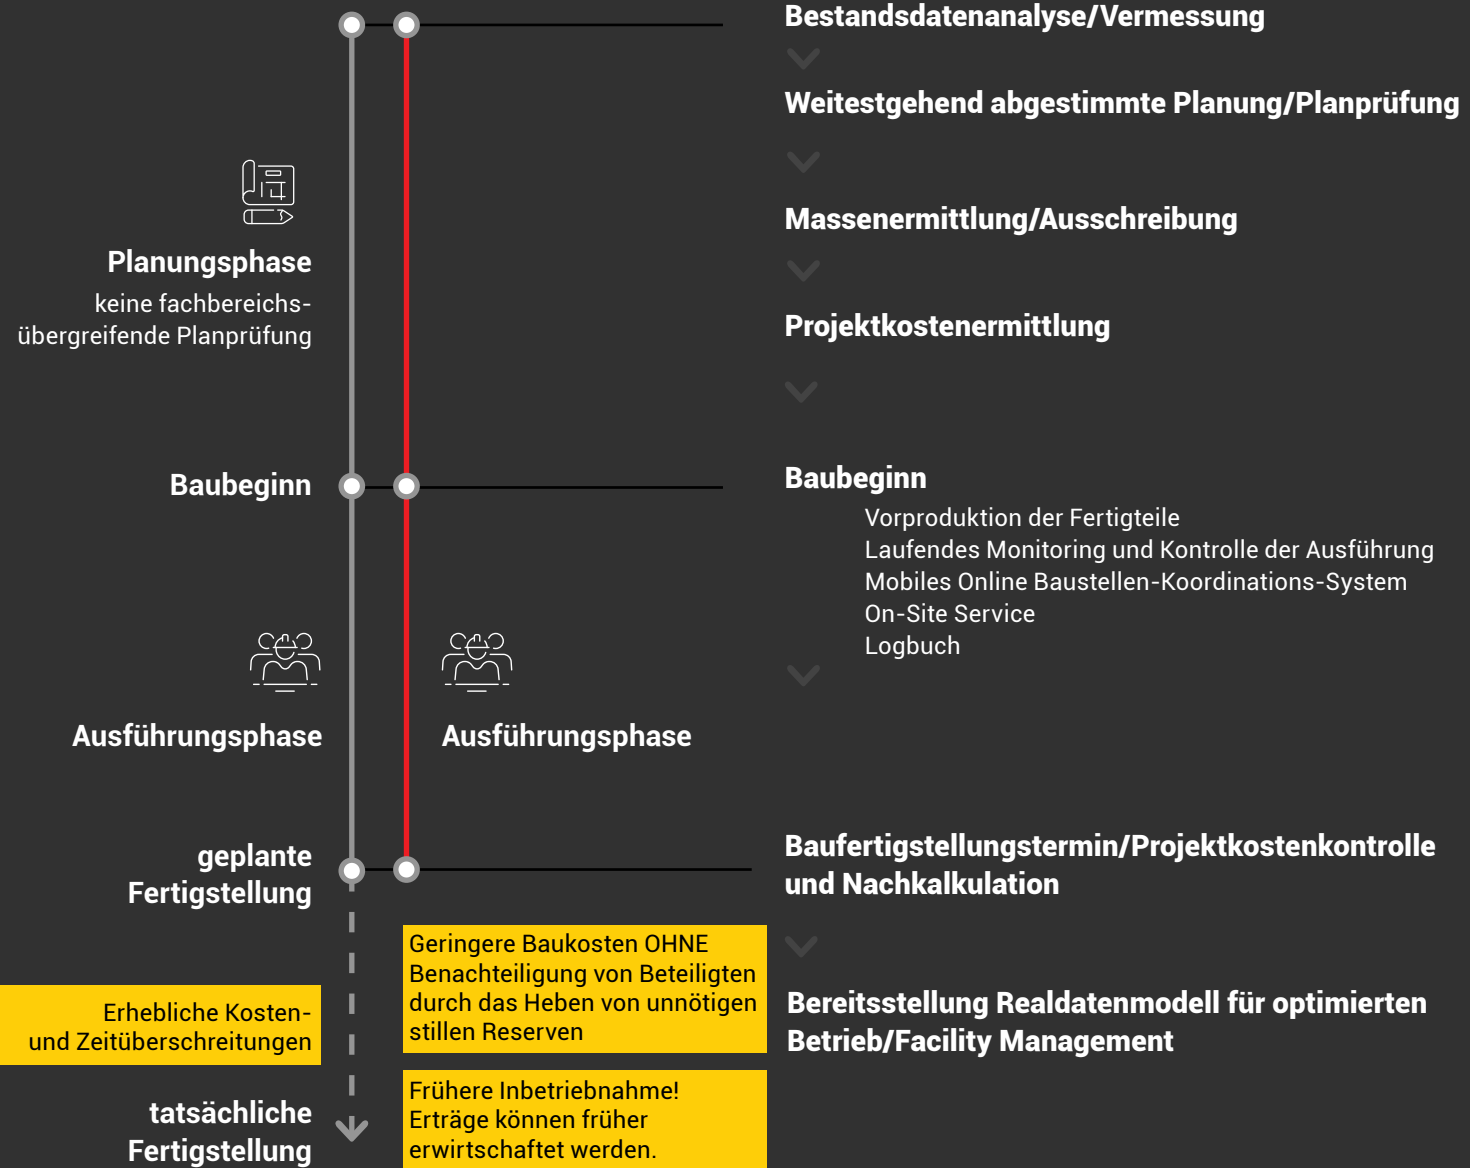 Bestandsdatenanalyse/Vermessung
Weitestgehend abgestimmte Planung/Planprüfung
Massenermittlung/Ausschreibung
Planungsphase
keine fachbereichs-
übergreifende Planprüfung
Projektkostenermittlung
Baubeginn
Baubeginn
Vorproduktion der Fertigteile
Laufendes Monitoring und Kontrolle der Ausführung
Mobiles Online Baustellen-Koordinations-System
On-Site Service
Logbuch
Ausführungsphase
Ausführungsphase
geplante
Fertigstellung
Baufertigstellungstermin/Projektkostenkontrolle
und Nachkalkulation
Erhebliche Kosten-
und Zeitüberschreitungen
Geringere Baukosten OHNE
Benachteiligung von Beteiligten
durch das Heben von unnötigen
stillen Reserven
Bereitsstellung Realdatenmodell für optimierten
Betrieb/Facility Management
tatsächliche
Fertigstellung
Frühere Inbetriebnahme!
Erträge können früher
erwirtschaftet werden.